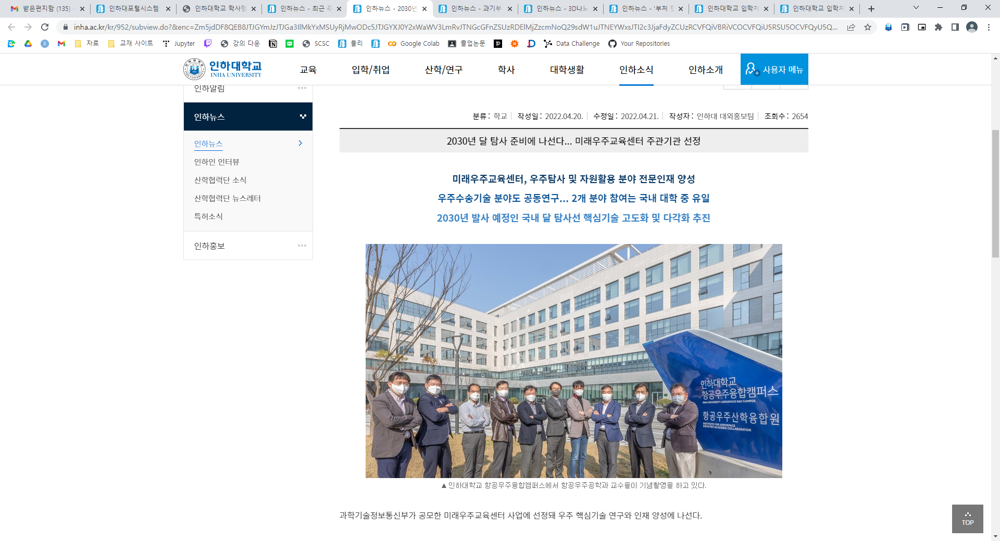 받은편지함 (135)
인하대포털시스템
인하대학교 학사행
인하뉴스 - 최근 주
인하뉴스 - 2030년
인하뉴스 - 과기부
인하뉴스 - 3D나노
인하뉴스 - '부처 협
인하대학교 입학처
인하대학교 입학처
자료
교재 사이트
Jupyter
강의 다운
SCSC
물리
Google Colab
졸업논문
Data Challenge
Your Repositories
인하대학교
INHA UNIVERSITY
교육
입학/취업
산학/연구
학사
대학생활
인하소식
인하소개
사용자 메뉴
인하알림
인하뉴스
인하뉴스
인하인 인터뷰
산학협력단 소식
산학협력단 뉴스레터
특허소식
인하홍보
분류 : 학교 작성일 : 2022.04.20. 수정일 : 2022.04.21. 작성자 : 인하대 대외홍보팀 조회수 : 2654
2030년 달 탐사 준비에 나선다... 미래우주교육센터 주관기관 선정
미래우주교육센터, 우주탐사 및 자원활용 분야 전문인재 양성
우주수송기술 분야도 공동연구... 2개 분야 참여는 국내 대학 중 유일
2030년 발사 예정인 국내 달 탐사선 핵심기술 고도화 및 다각화 추진
인하대학교
항공우주융합캠퍼스
INHA UNIVERSITY AEROSPACE R&D CAMPUS
항공우주산학융합원
INSTITUTE FOR AEROSPACE
INDUSTRY-ACADEMIA COLLABORATION
▲ 인하대학교 항공우주융합캠퍼스에서 항공우주공학과 교수들이 기념촬영을 하고 있다.
과학기술정보통신부가 공모한 미래우주교육센터 사업에 선정돼 우주 핵심기술 연구와 인재 양성에 나선다.
TOP